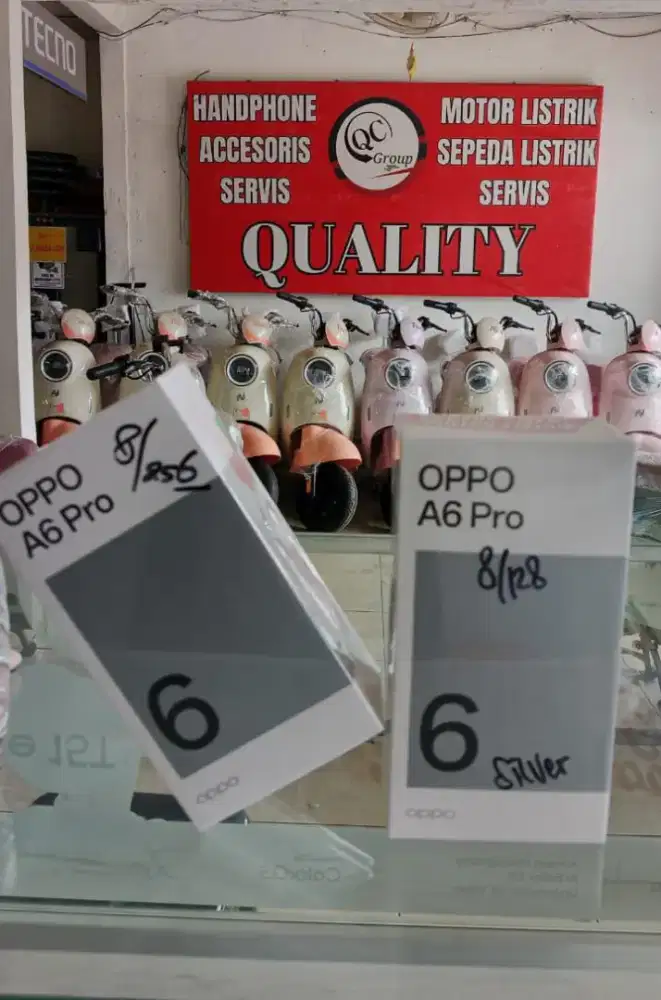 TECNO
HANDPHONE
ACCESORIS
SERVIS
QC
Group
MOTOR LISTRIK
SEPEDA LISTRIK
SERVIS
QUALITY
OPPO
A6 Pro
8/256
6
oppo
OPPO
A6 Pro
8/128
6
SILVer
oppo